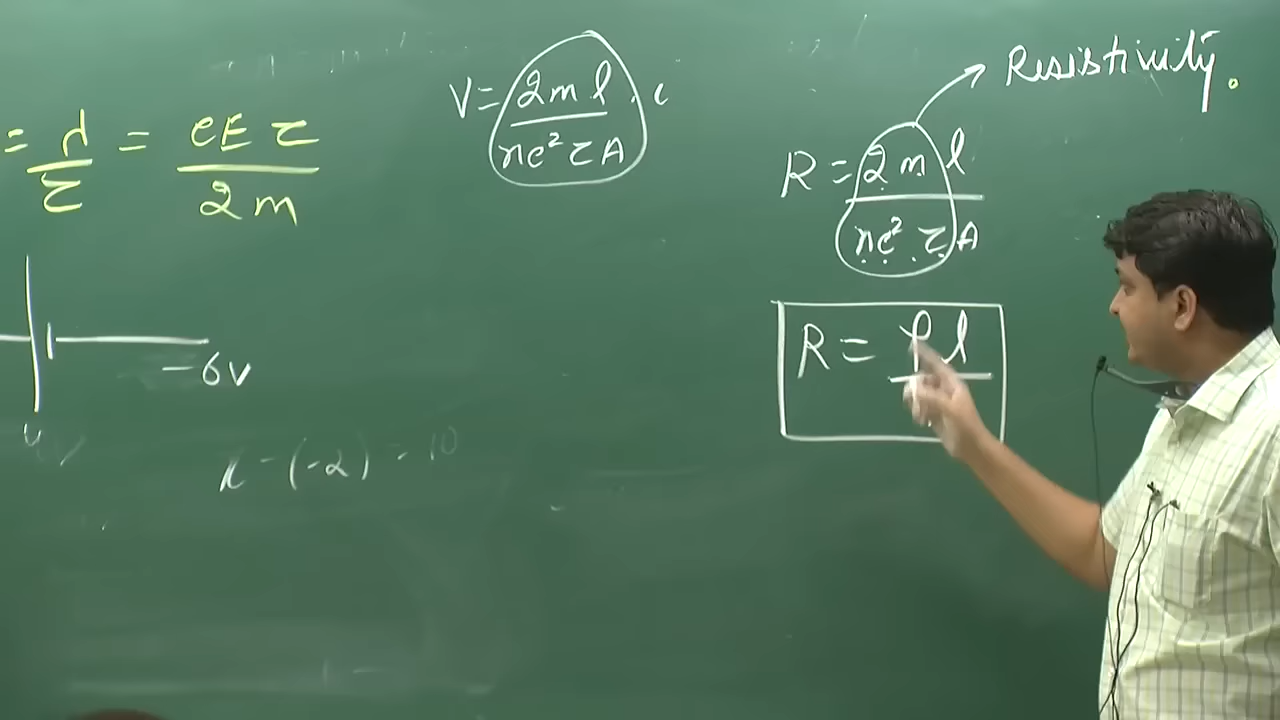 = λ/τ = eEτ/2m
V = 2ml/ne²τA . i
Resistivity.
R = 2ml/ne²τA
R = ρl
-6V
x - (-2) = 10